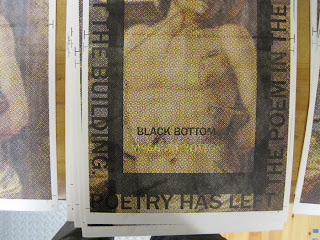 BLACK BOTTOM
POETRY HAS LEFT
THE POEM IN THE
THE BUILDING.